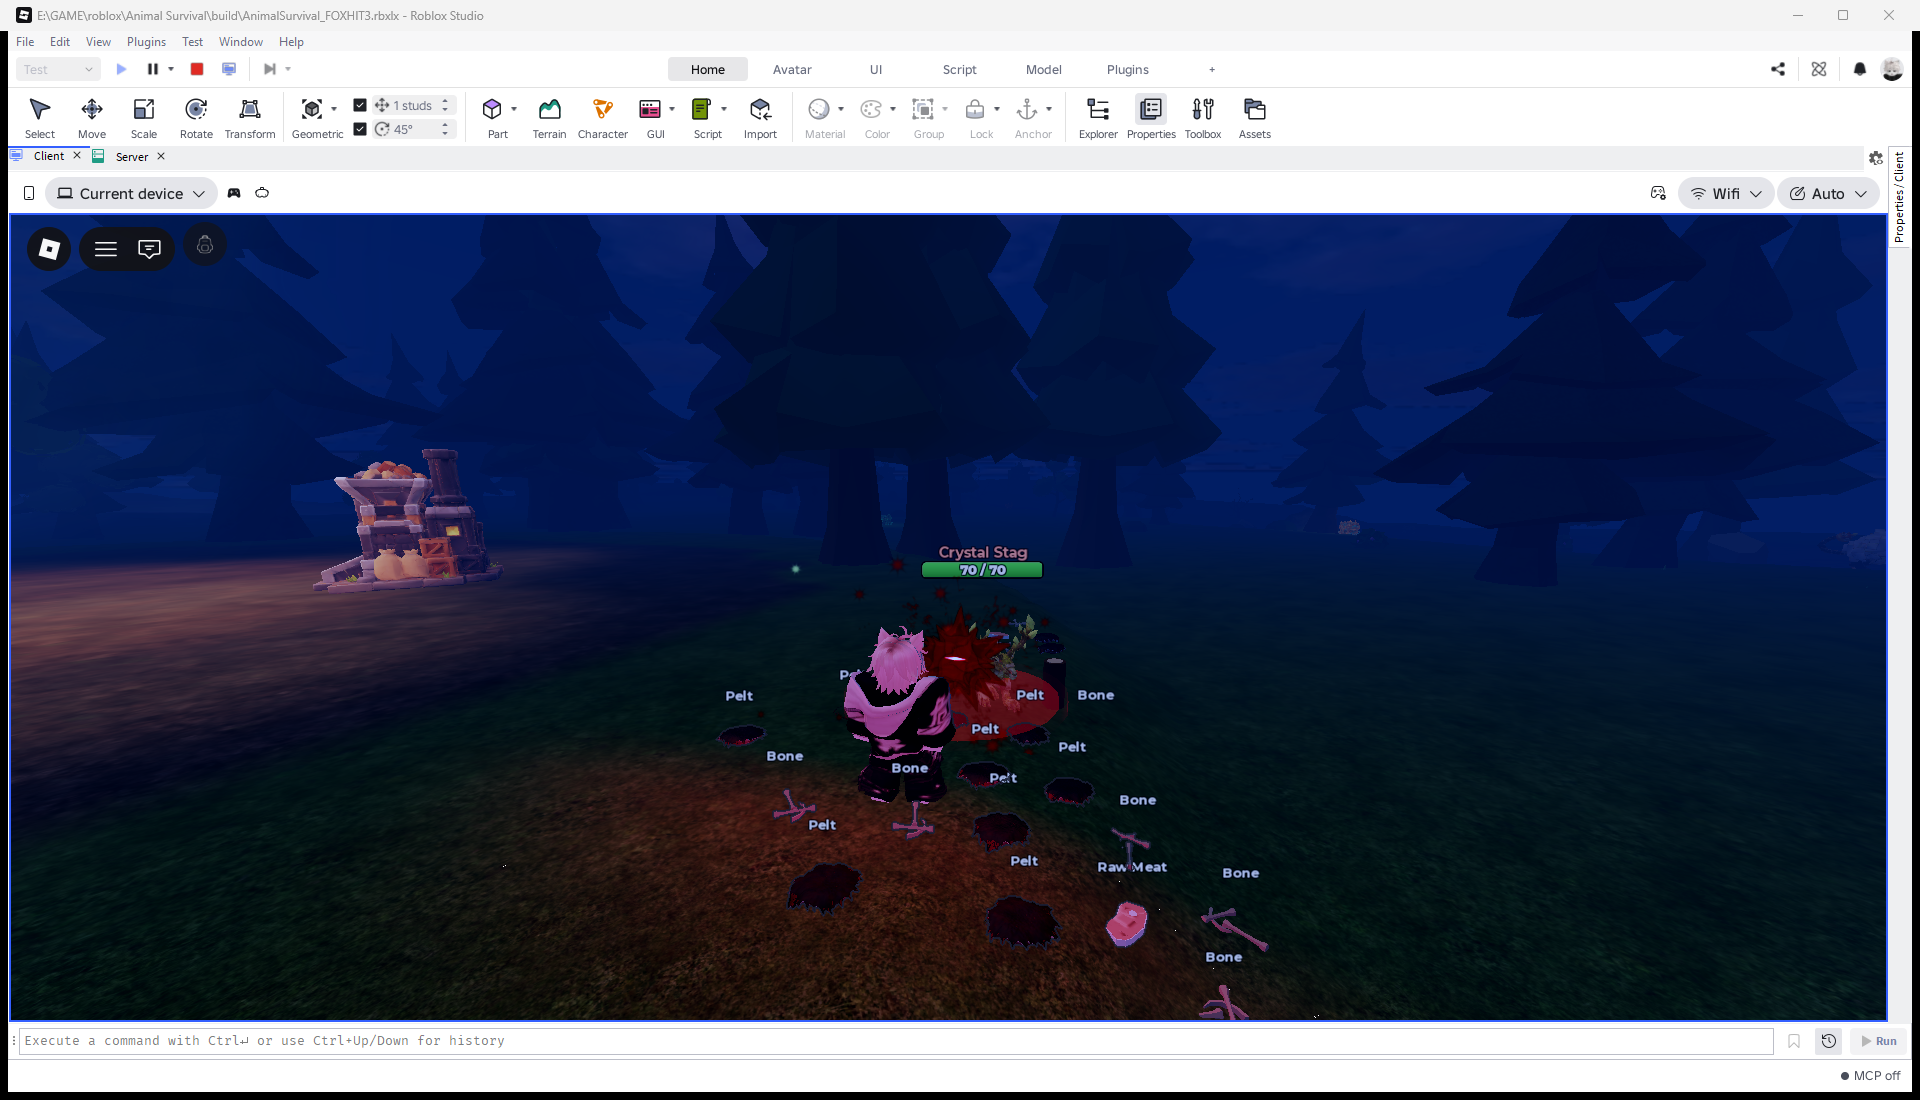 E:\GAME\roblox\Animal Survival\build\AnimalSurvival_FOXHIT3.rbxlx - Roblox Studio
File Edit View Plugins Test Window Help
Test Home Avatar UI Script Model Plugins +
1 studs
45°
Select Move Scale Rotate Transform Geometric Part Terrain Character GUI Script Import Material Color Group Lock Anchor Explorer Properties Toolbox Assets
Client Server
Properties / Client
Current device Wifi Auto
Crystal Stag
70 / 70
Pelt Pelt Bone
Pelt
Pelt
Bone
Bone
Pelt
Bone
Pelt
Pelt
Raw Meat
Bone
Bone
Execute a command with Ctrl↵ or use Ctrl+Up/Down for history Run
MCP off